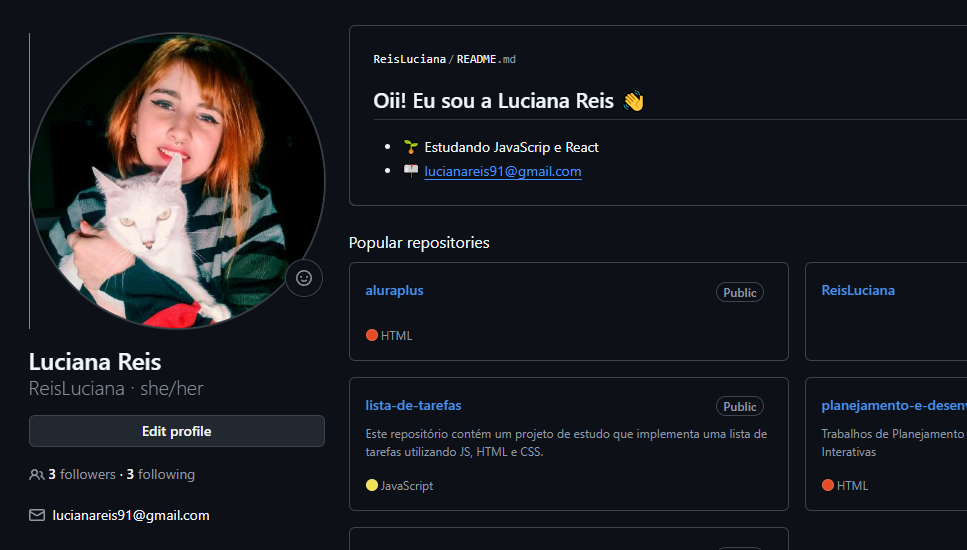 ReisLuciana/README.md
Oii! Eu sou a Luciana Reis 👋
🌱 Estudando JavaScrip e React
📫 lucianareis91@gmail.com
Luciana Reis
ReisLuciana · she/her
Edit profile
3 followers · 3 following
lucianareis91@gmail.com
Popular repositories
aluraplus
Public
HTML
ReisLuciana
lista-de-tarefas
Public
Este repositório contém um projeto de estudo que implementa uma lista de
tarefas utilizando JS, HTML e CSS.
JavaScript
planejamento-e-desen
Trabalhos de Planejamento
Interativas
HTML